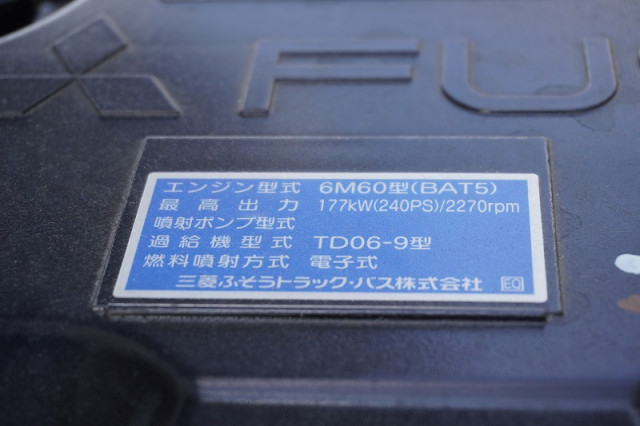 FUS
エンジン型式 6M60型(BAT5)
最高出力 177kW(240PS)/2270rpm
噴射ポンプ型式
過給機型式 TD06-9型
燃料噴射方式 電子式
三菱ふそうトラック・バス株式会社 EO